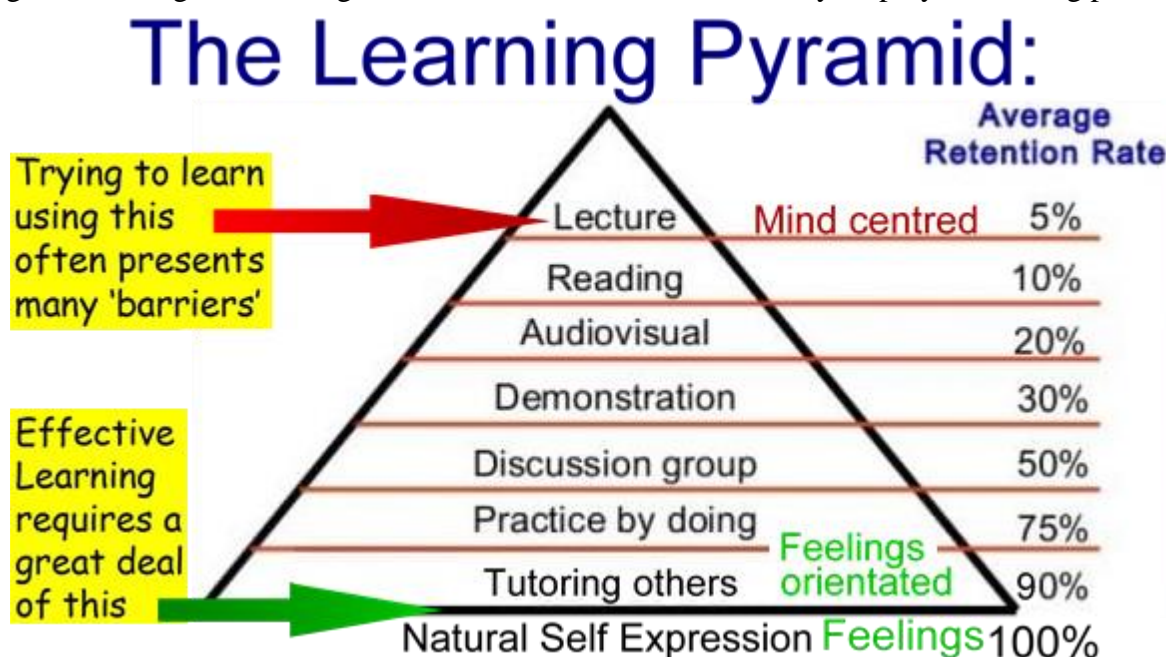 The Learning Pyramid:
Average
Retention Rate
Trying to learn
using this
often presents
many ‘barriers’
Lecture Mind centred 5%
Reading 10%
Audiovisual 20%
Demonstration 30%
Discussion group 50%
Practice by doing 75%
Effective
Learning
requires a
great deal
of this
Tutoring others Feelings
orientated 90%
Natural Self Expression Feelings 100%